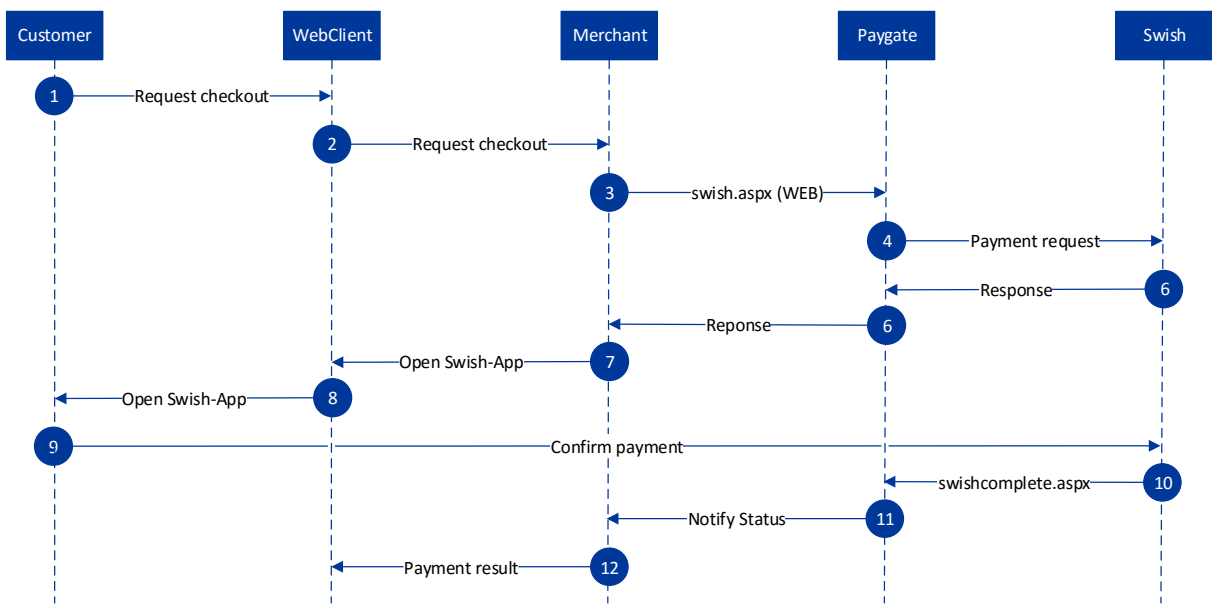 Customer
WebClient
Merchant
Paygate
Swish
1
Request checkout
2
Request checkout
3
swish.aspx (WEB)
4
Payment request
Response
6
Reponse
6
Open Swish-App
7
Open Swish-App
8
9
Confirm payment
swishcomplete.aspx
10
Notify Status
11
Payment result
12